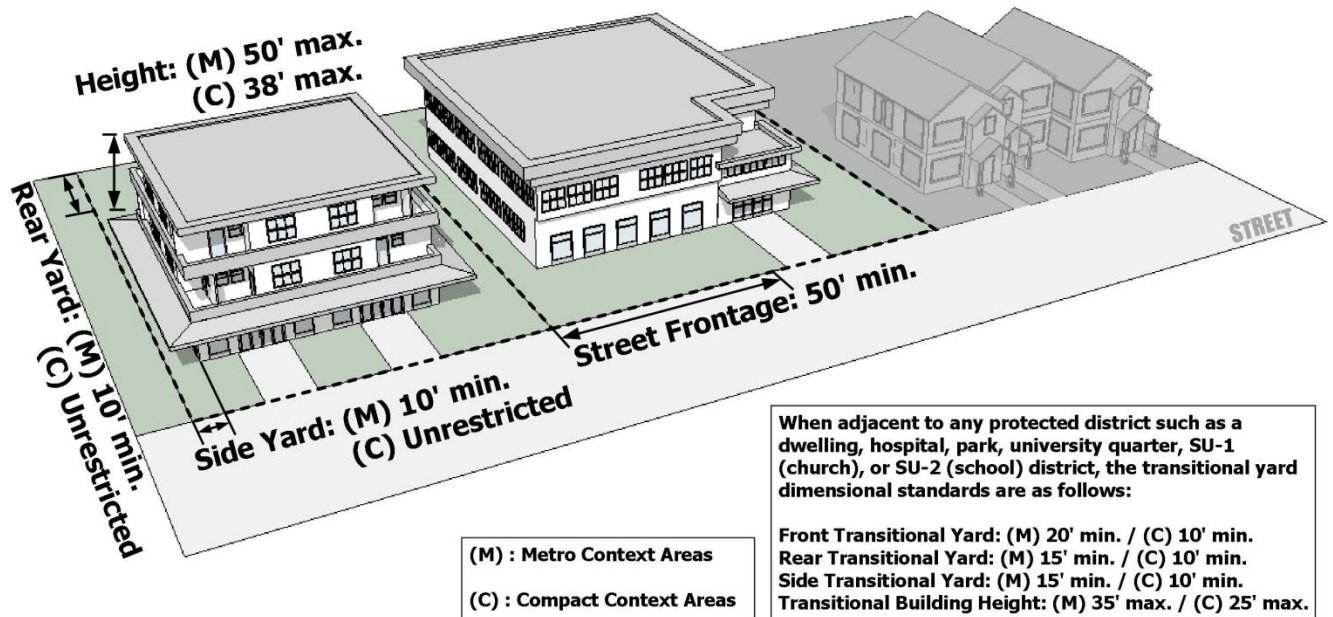 Height: (M) 50' max.
(C) 38' max.
Rear Yard: (M) 10' min.
(C) Unrestricted
Side Yard: (M) 10' min.
(C) Unrestricted
Street Frontage: 50' min.
STREET
(M) : Metro Context Areas
(C) : Compact Context Areas
When adjacent to any protected district such as a
dwelling, hospital, park, university quarter, SU-1
(church), or SU-2 (school) district, the transitional yard
dimensional standards are as follows:
Front Transitional Yard: (M) 20' min. / (C) 10' min.
Rear Transitional Yard: (M) 15' min. / (C) 10' min.
Side Transitional Yard: (M) 15' min. / (C) 10' min.
Transitional Building Height: (M) 35' max. / (C) 25' max.